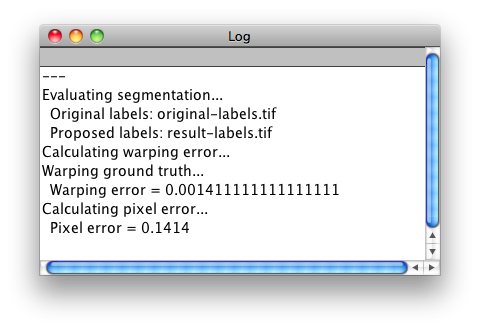 Log
---
Evaluating segmentation...
Original labels: original-labels.tif
Proposed labels: result-labels.tif
Calculating warping error...
Warping ground truth...
Warping error = 0.001411111111111111
Calculating pixel error...
Pixel error = 0.1414